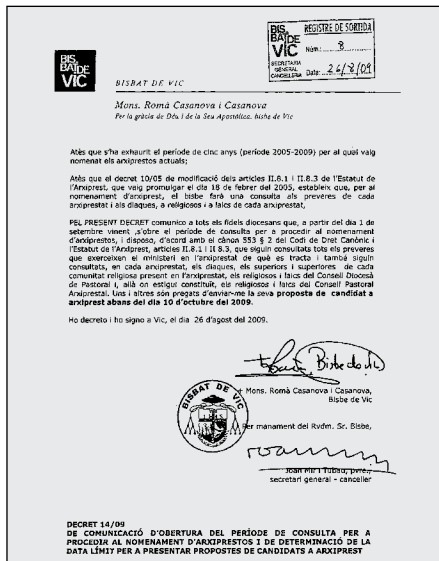 BIS
BAT DE
VIC
BISBAT DE VIC
BIS
BAT DE
VIC
SECRETARIA
GENERAL
CANCELLERIA
REGISTRE DE SORTIDA
Núm.: 8
Data: 26/8/09
Mons. Romà Casanova i Casanova
Per la gràcia de Déu i de la Seu Apostòlica, bisbe de Vic
Atès que s'ha exhaurit el període de cinc anys (període 2005-2009) per al qual vaig
nomenat els arxiprestos actuals;
Atès que el decret 10/05 de modificació dels articles II.8.1 i II.8.3 de l'Estatut de
l'Arxiprest, que vaig promulgar el dia 18 de febrer del 2005, estableix que, per al
nomenament d'arxiprest, el bisbe farà una consulta als preveres de cada
arxiprestat i als diaques, a religiosos i a laics de cada arxiprestat,
PEL PRESENT DECRET comunico a tots els fidels diocesans que, a partir del dia 1 de
setembre vinent ,s'obre el període de consulta per a procedir al nomenament
d'arxiprestos, i disposo, d'acord amb el cànon 553 § 2 del Codi de Dret Canònic i
l'Estatut de l'Arxiprest, articles II.8.1 i II 8.3, que siguin consultats tots els preveres
que exerceixen el ministeri en l'arxiprestat de què es tracta i també siguin
consultats, en cada arxiprestat, els diaques, els superiors i superiores de cada
comunitat religiosa present en l'arxiprestat, els religiosos i laics del Consell Diocesà
de Pastoral i, allà on estigui constituït, els religiosos i laics del Consell Pastoral
Arxiprestal. Uns i altres són pregats d'enviar-me la seva proposta de candidat a
arxiprest abans del dia 10 d'octubre del 2009.
Ho decreto i ho signo a Vic, el dia 26 d'agost del 2009.
Bisbe de Vic
+ Mons. Romà Casanova i Casanova,
Bisbe de Vic
BISBAT DE VIC
Per manament del Rvdm. Sr. Bisbe,
Joan Mir i Tubau, pvre.,
secretari general - canceller
DECRET 14/09
DE COMUNICACIÓ D'OBERTURA DEL PERÍODE DE CONSULTA PER A
PROCEDIR AL NOMENAMENT D'ARXIPRESTOS I DE DETERMINACIÓ DE LA
DATA LÍMIT PER A PRESENTAR PROPOSTES DE CANDIDATS A ARXIPREST